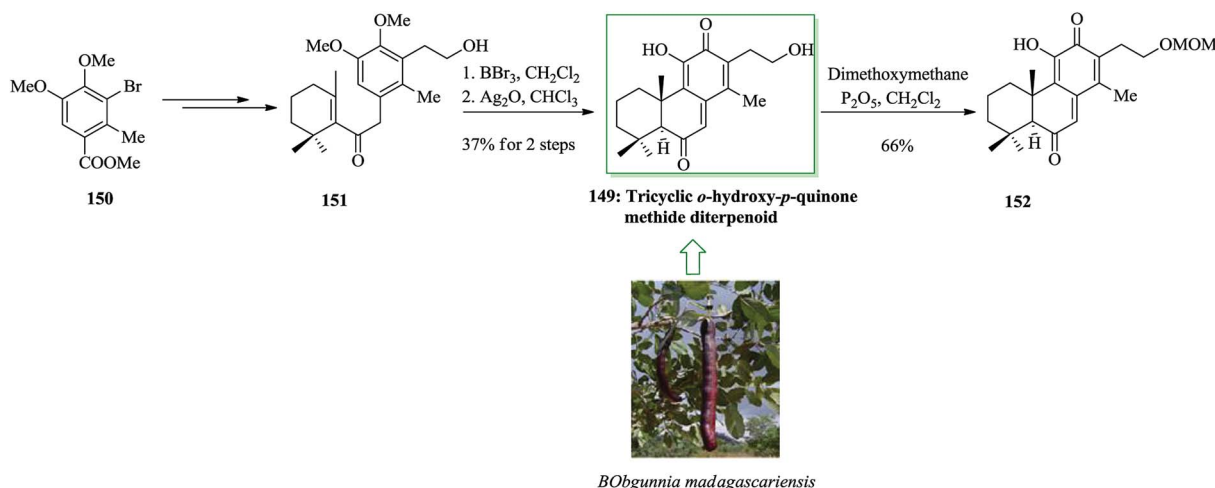 OMe
MeO
Br
Me
COOMe
150
OMe
MeO
OH
Me
O
151
1. BBr₃, CH₂Cl₂
2. Ag₂O, CHCl₃
37% for 2 steps
O
HO
OH
Me
H
O
149: Tricyclic o-hydroxy-p-quinone
methide diterpenoid
Dimethoxymethane
P₂O₅, CH₂Cl₂
66%
O
HO
OMOM
Me
H
O
152
BObgunnia madagascariensis